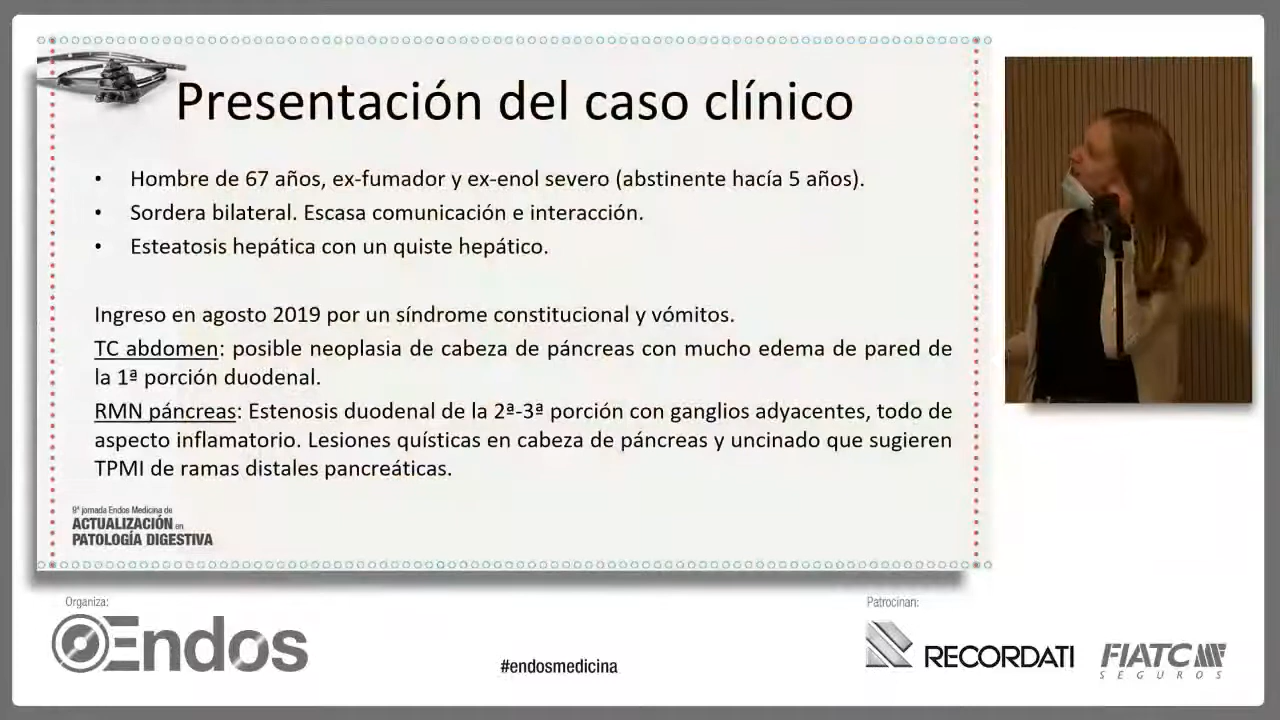 Presentación del caso clínico
• Hombre de 67 años, ex-fumador y ex-enol severo (abstinente hacía 5 años).
• Sordera bilateral. Escasa comunicación e interacción.
• Esteatosis hepática con un quiste hepático.
Ingreso en agosto 2019 por un síndrome constitucional y vómitos.
TC abdomen: posible neoplasia de cabeza de páncreas con mucho edema de pared de
la 1ª porción duodenal.
RMN páncreas: Estenosis duodenal de la 2ª-3ª porción con ganglios adyacentes, todo de
aspecto inflamatorio. Lesiones quísticas en cabeza de páncreas y uncinado que sugieren
TPMI de ramas distales pancreáticas.
9ª jornada Endos Medicina de
ACTUALIZACIÓN en
PATOLOGÍA DIGESTIVA
Organiza:
Endos
#endosmedicina
Patrocinan:
RECORDATI
FIATC
SEGUROS